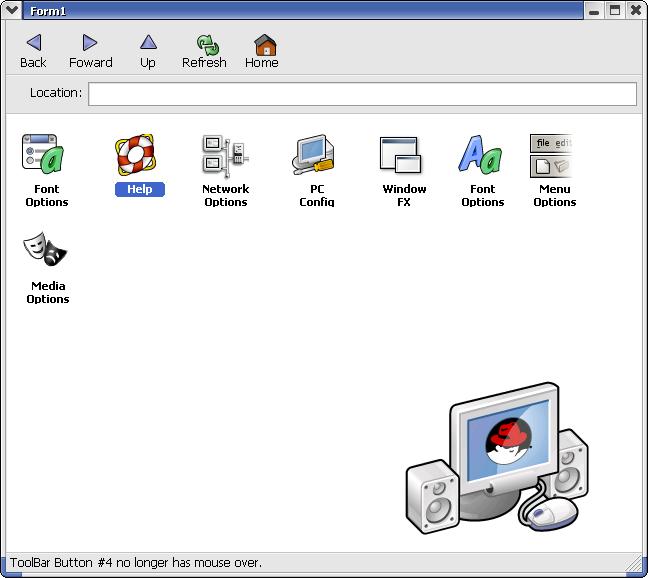 Form1
Back Foward Up Refresh Home
Location:
Font Options
Help
Network Options
PC Config
Window FX
Font Options
file edit
Menu Options
Media Options
ToolBar Button #4 no longer has mouse over.